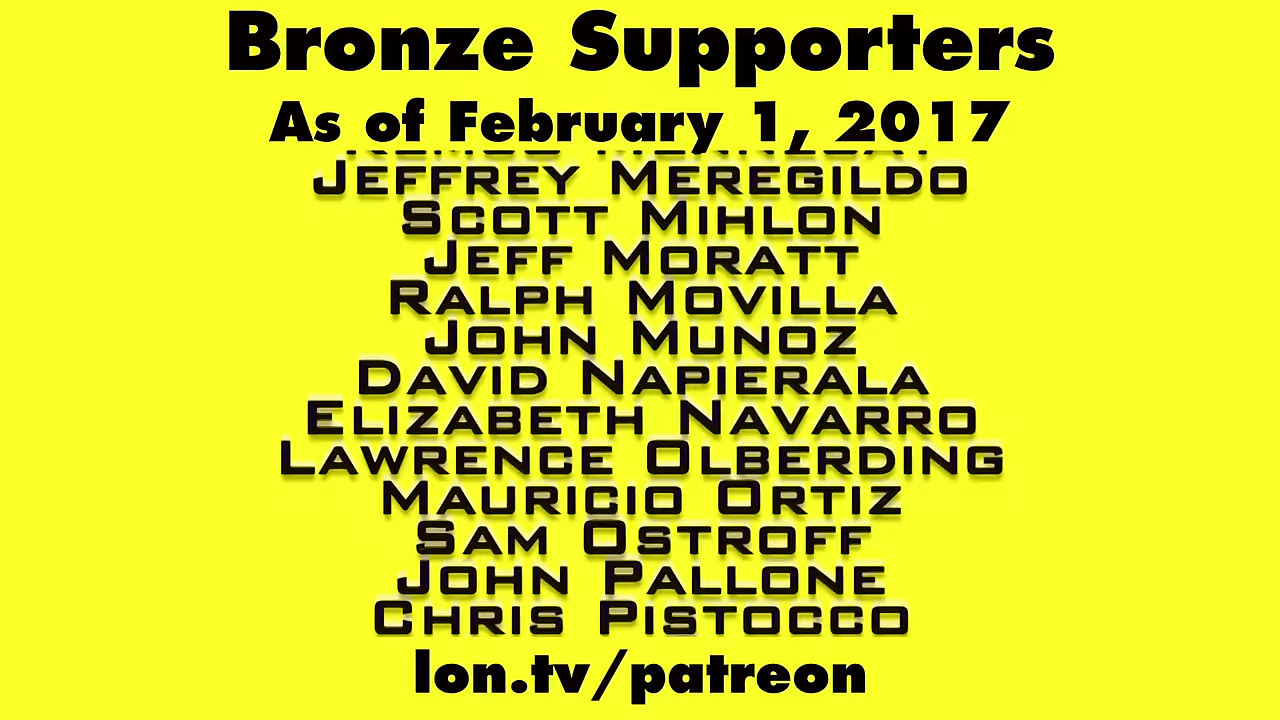 Bronze Supporters
As of February 1, 2017
JEFFREY MEREGILDO
SCOTT MIHLON
JEFF MORATT
RALPH MOVILLA
JOHN MUNOZ
DAVID NAPIERALA
ELIZABETH NAVARRO
LAWRENCE OLBERDING
MAURICIO ORTIZ
SAM OSTROFF
JOHN PALLONE
CHRIS PISTOCCO
lon.tv/patreon